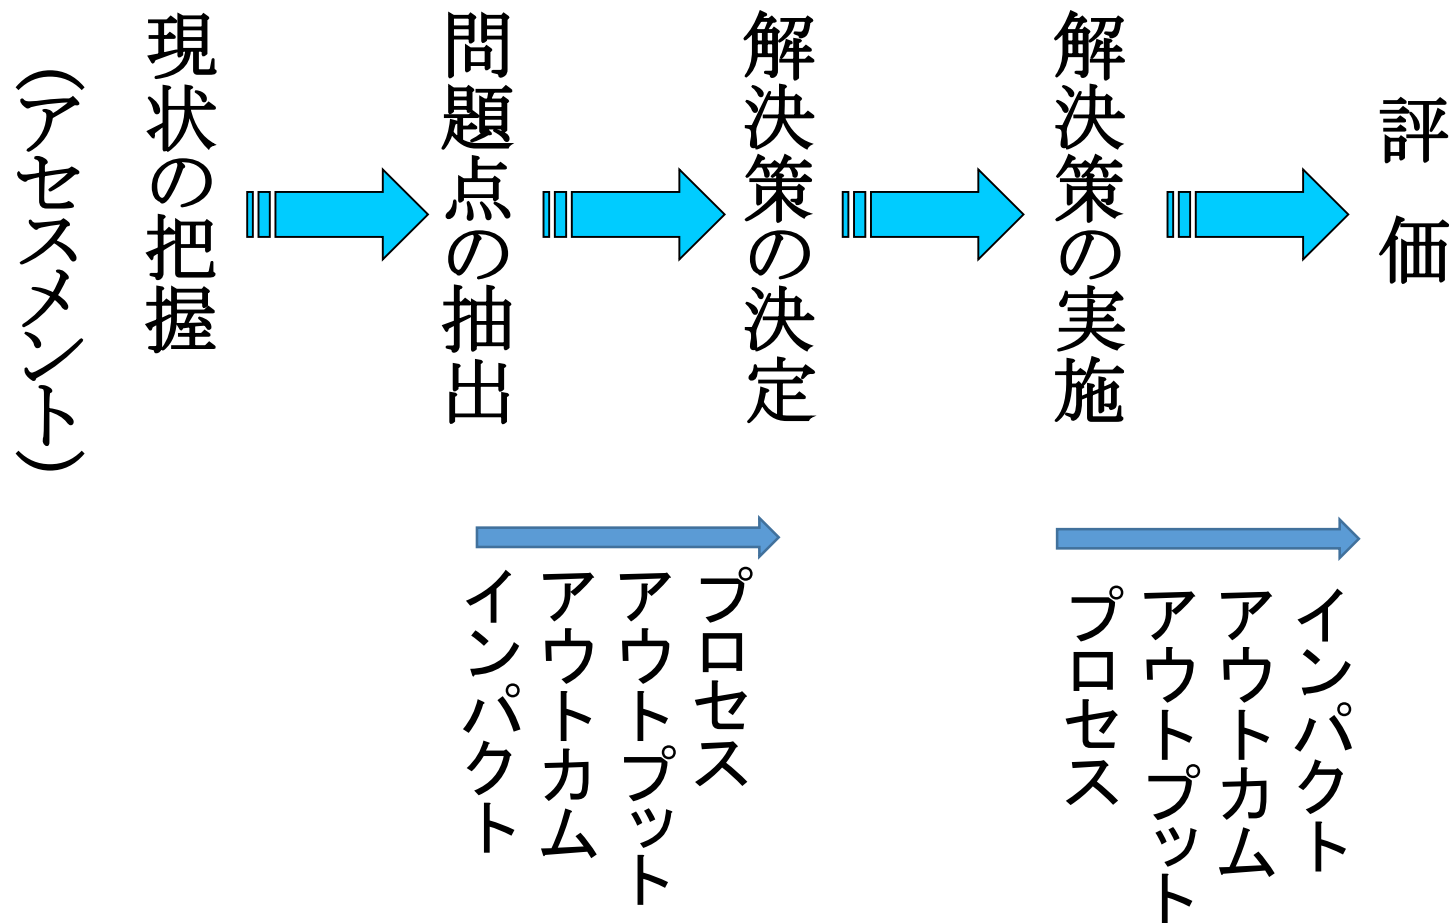 現状の把握
(アセスメント)
問題点の抽出
解決策の決定
解決策の実施
評価
インパクト
アウトカム
アウトプット
プロセス
プロセス
アウトプット
アウトカム
インパクト